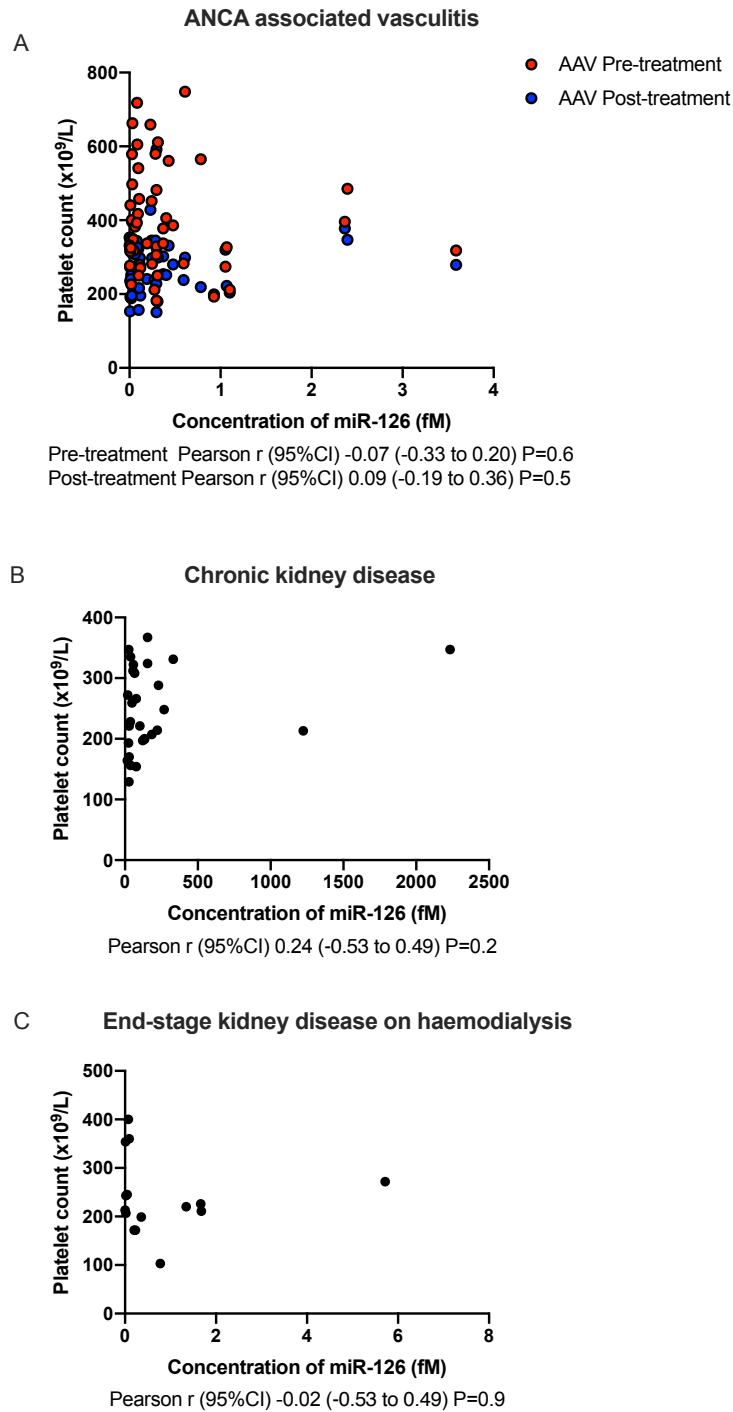 ANCA associated vasculitis
A
AAV Pre-treatment
AAV Post-treatment
Platelet count (x10⁹/L)
800
600
400
200
0
0 1 2 3 4
Concentration of miR-126 (fM)
Pre-treatment Pearson r (95%CI) -0.07 (-0.33 to 0.20) P=0.6
Post-treatment Pearson r (95%CI) 0.09 (-0.19 to 0.36) P=0.5
B
Chronic kidney disease
Platelet count (x10⁹/L)
400
300
200
100
0
0 500 1000 1500 2000 2500
Concentration of miR-126 (fM)
Pearson r (95%CI) 0.24 (-0.53 to 0.49) P=0.2
C
End-stage kidney disease on haemodialysis
Platelet count (x10⁹/L)
500
400
300
200
100
0
0 2 4 6 8
Concentration of miR-126 (fM)
Pearson r (95%CI) -0.02 (-0.53 to 0.49) P=0.9